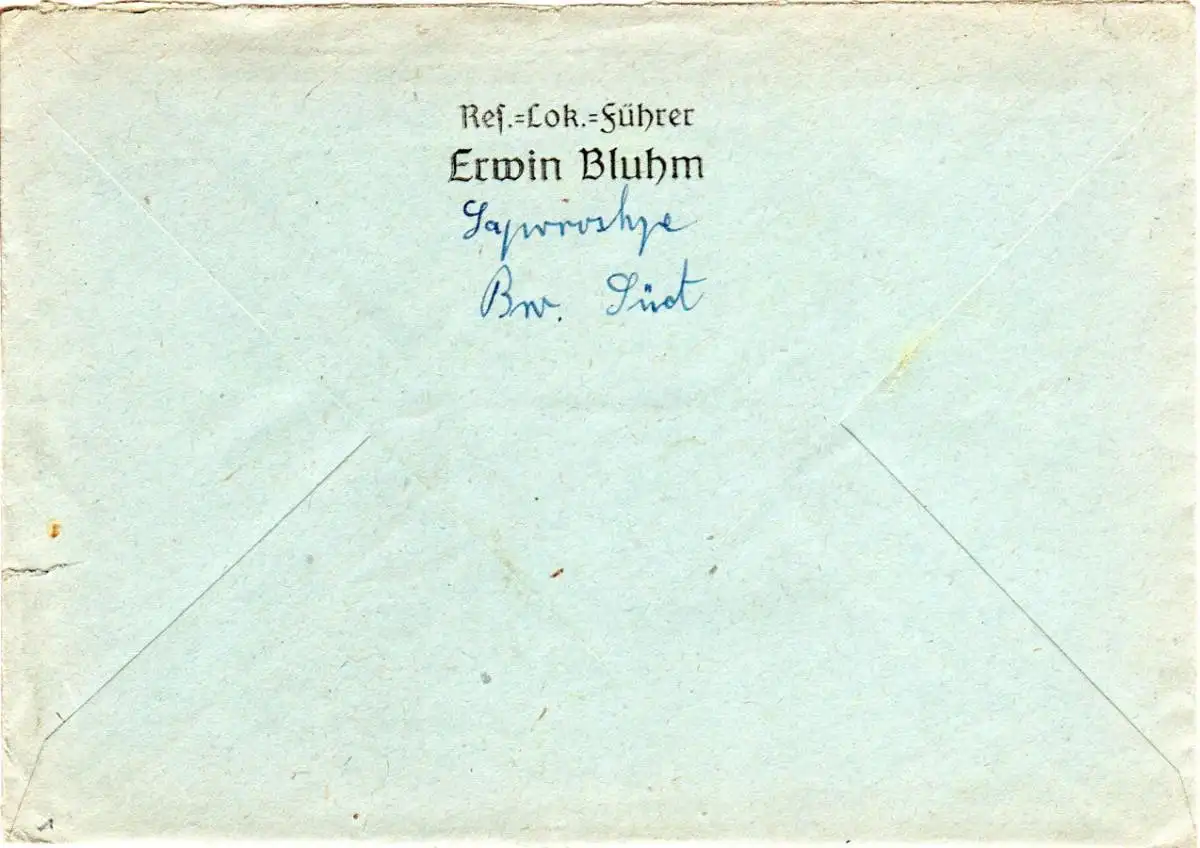 Res.=Lok.=Führer
Erwin Bluhm
Saporoshje
Bw. Süd